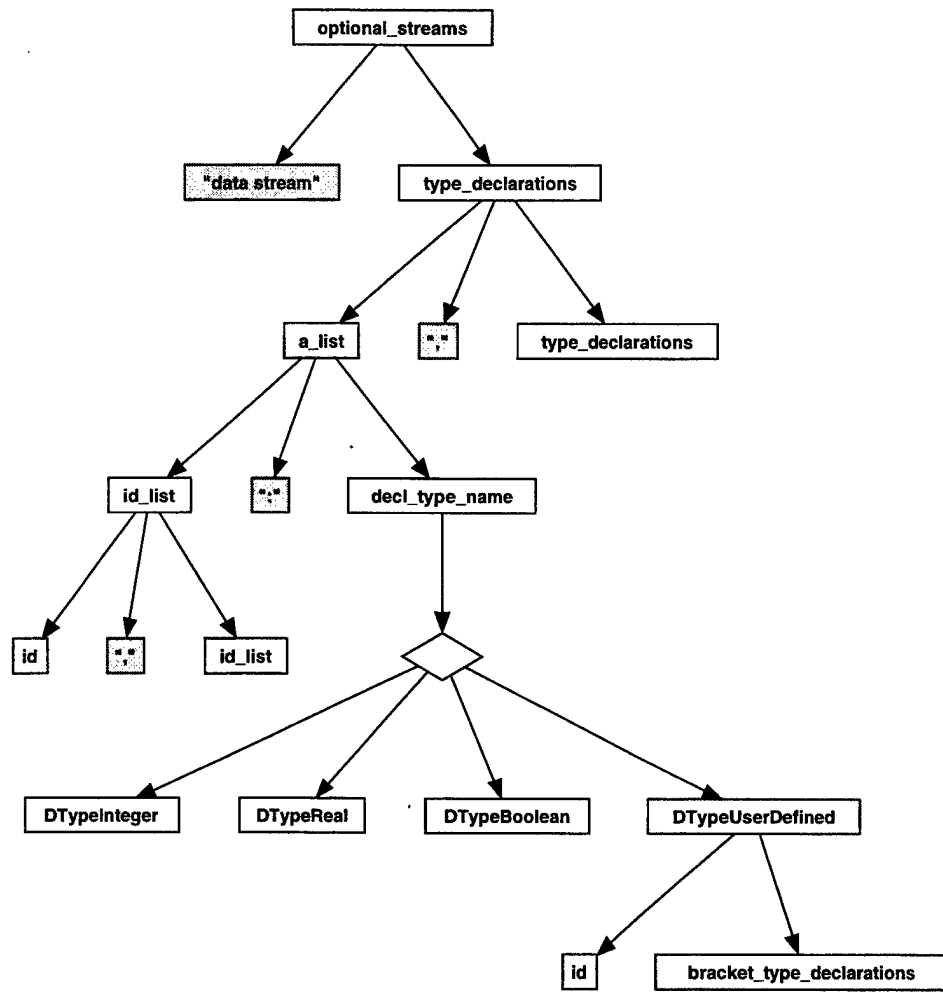 optional_streams
"data stream"
type_declarations
a_list
","
type_declarations
id_list
":"
decl_type_name
id
","
id_list
DTypeInteger
DTypeReal
DTypeBoolean
DTypeUserDefined
id
bracket_type_declarations